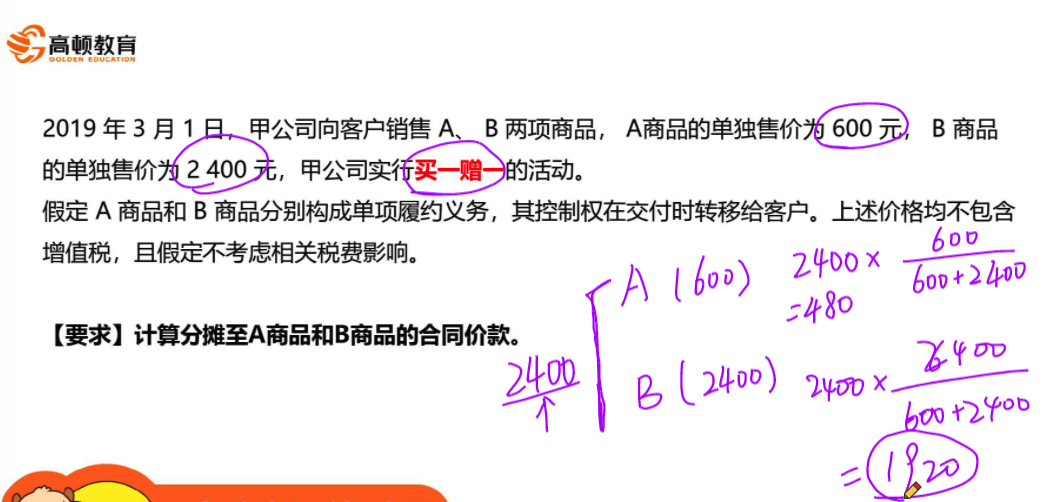 高顿教育
GOLDEN EDUCATION
2019 年 3 月 1 日，甲公司向客户销售 A、 B 两项商品， A商品的单独售价为 600 元， B 商品
的单独售价为 2 400 元，甲公司实行买一赠一的活动。
假定 A 商品和 B 商品分别构成单项履约义务，其控制权在交付时转移给客户。上述价格均不包含
增值税，且假定不考虑相关税费影响。
【要求】计算分摊至A商品和B商品的合同价款。
2400
A (600) 2400× 600
600+2400
=480
B (2400) 2400× 2400
600+2400
= 1920